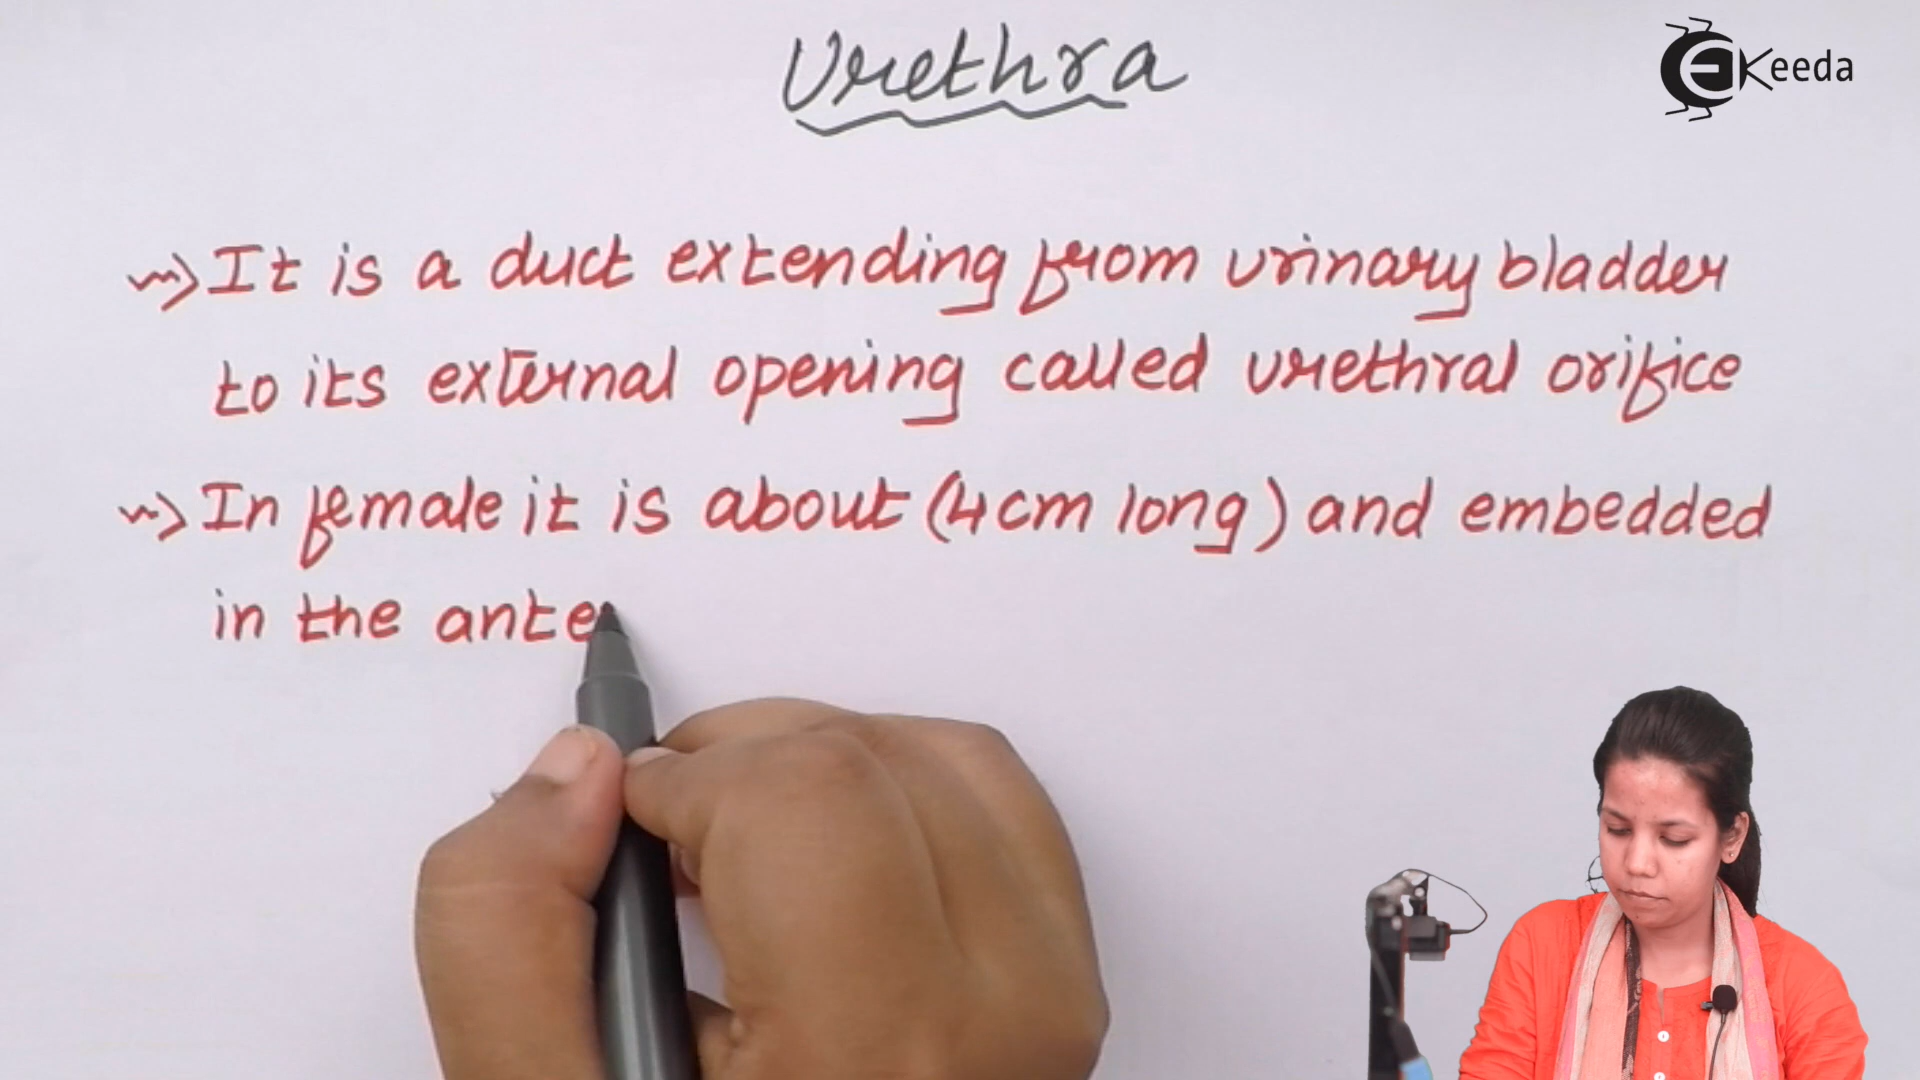 Urethra
EKeeda
It is a duct extending from urinary bladder
to its external opening called urethral orifice
In female it is about (4cm long) and embedded
in the ante